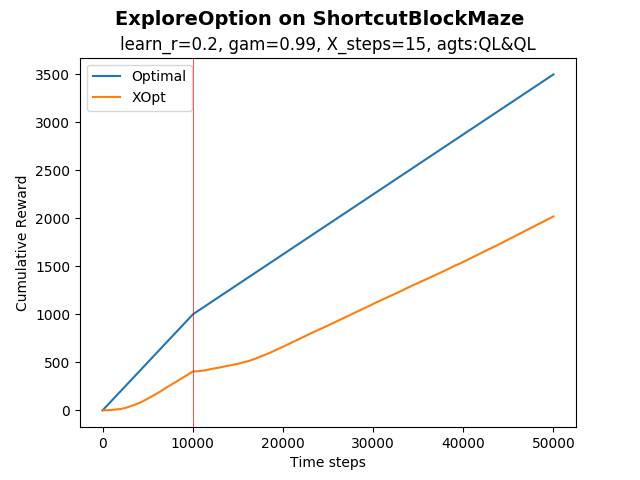 ExploreOption on ShortcutBlockMaze
learn_r=0.2, gam=0.99, X_steps=15, agts:QL&QL
Optimal
XOpt
Cumulative Reward
3500
3000
2500
2000
1500
1000
500
0
0 10000 20000 30000 40000 50000
Time steps